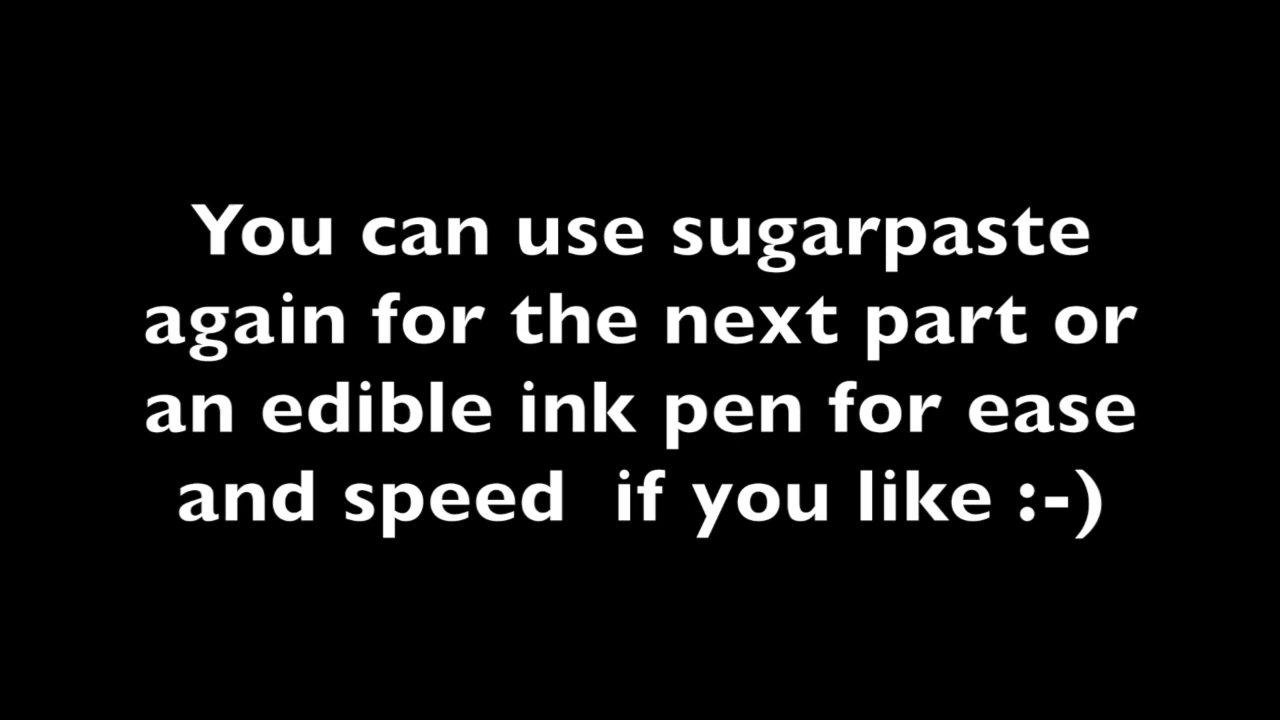 You can use sugarpaste
again for the next part or
an edible ink pen for ease
and speed  if you like :-)